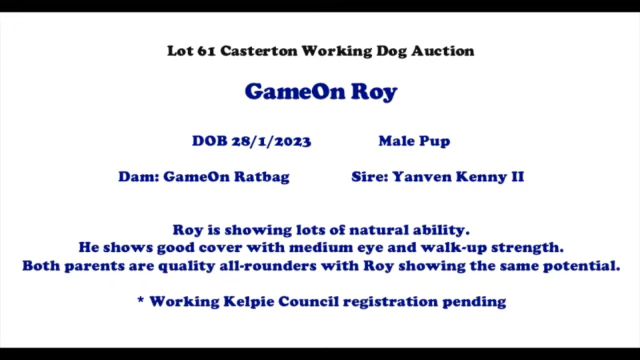 Lot 61 Casterton Working Dog Auction
GameOn Roy
DOB 28/1/2023 Male Pup
Dam: GameOn Ratbag Sire: Yanven Kenny II
Roy is showing lots of natural ability.
He shows good cover with medium eye and walk-up strength.
Both parents are quality all-rounders with Roy showing the same potential.
* Working Kelpie Council registration pending